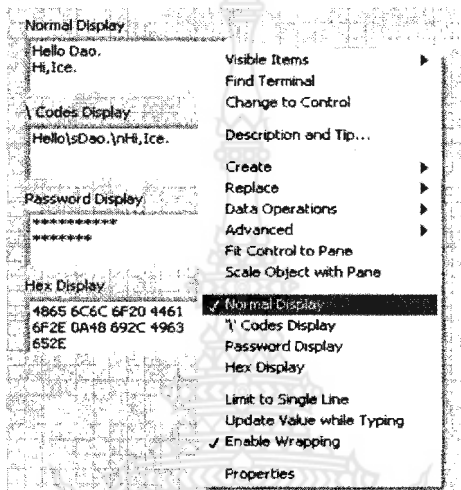 Normal Display
Hello Dao.
Hi,Ice.
\ Codes Display
Hello\sDao.\nHi,Ice.
Password Display
**********
*******
Hex Display
4865 6C6C 6F20 4461
6F2E 0A48 692C 4963
652E
Visible Items
Find Terminal
Change to Control
Description and Tip...
Create
Replace
Data Operations
Advanced
Fit Control to Pane
Scale Object with Pane
✓ Normal Display
'\' Codes Display
Password Display
Hex Display
Limit to Single Line
Update Value while Typing
✓ Enable Wrapping
Properties